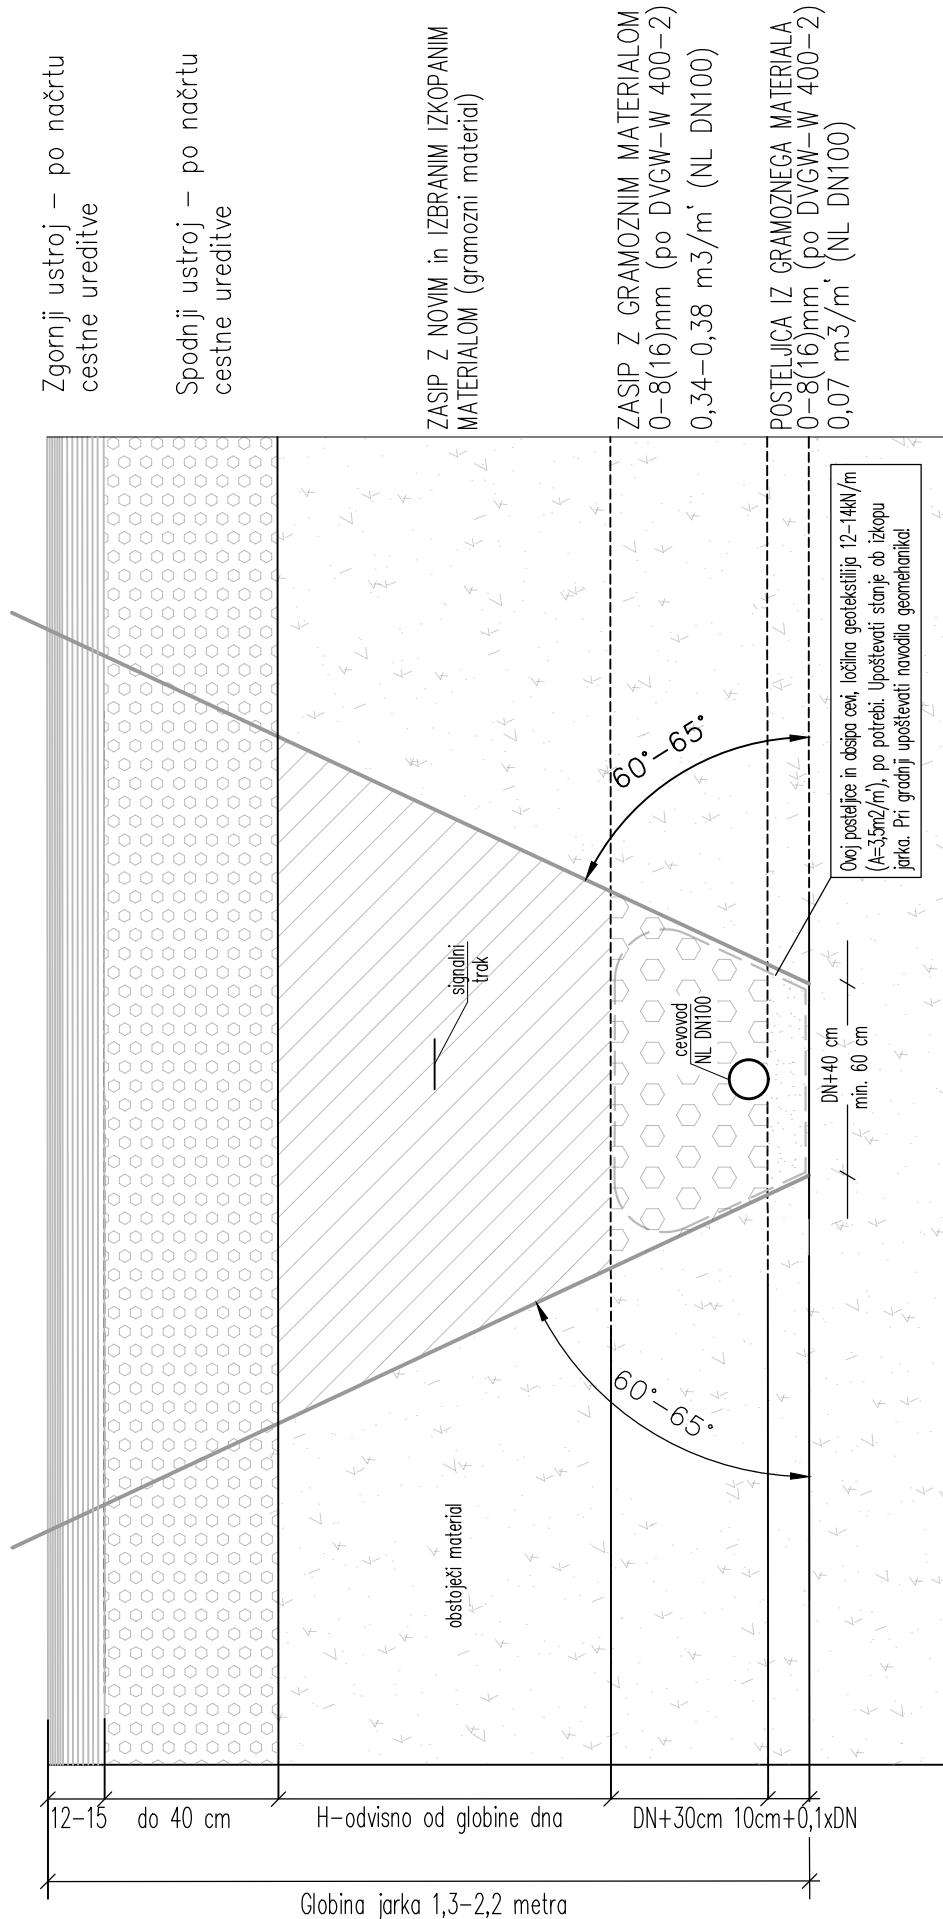 Zgornji ustroj – po načrtu
cestne ureditve
Spodnji ustroj – po načrtu
cestne ureditve
ZASIP Z NOVIM in IZBRANIM IZKOPANIM
MATERIALOM (gramozni material)
ZASIP Z GRAMOZNIM MATERIALOM
0–8(16)mm (po DVGW–W 400–2)
0,34–0,38 m3/m' (NL DN100)
POSTELJICA IZ GRAMOZNEGA MATERIALA
0–8(16)mm (po DVGW–W 400–2)
0,07 m3/m' (NL DN100)
Ovoj posteljice in obsipa cevi, ločilna geotekstilija 12–14kN/m
(A=3,5m2/m'), po potrebi. Upoštevati stanje ob izkopu
jarka. Pri gradnji upoštevati navodila geomehanika!
60°–65°
signalni
trak
cevovod
NL DN100
DN+40 cm
min. 60 cm
60°–65°
obstoječi material
12–15
do 40 cm
H–odvisno od globine dna
DN+30cm
10cm+0,1xDN
Globina jarka 1,3–2,2 metra